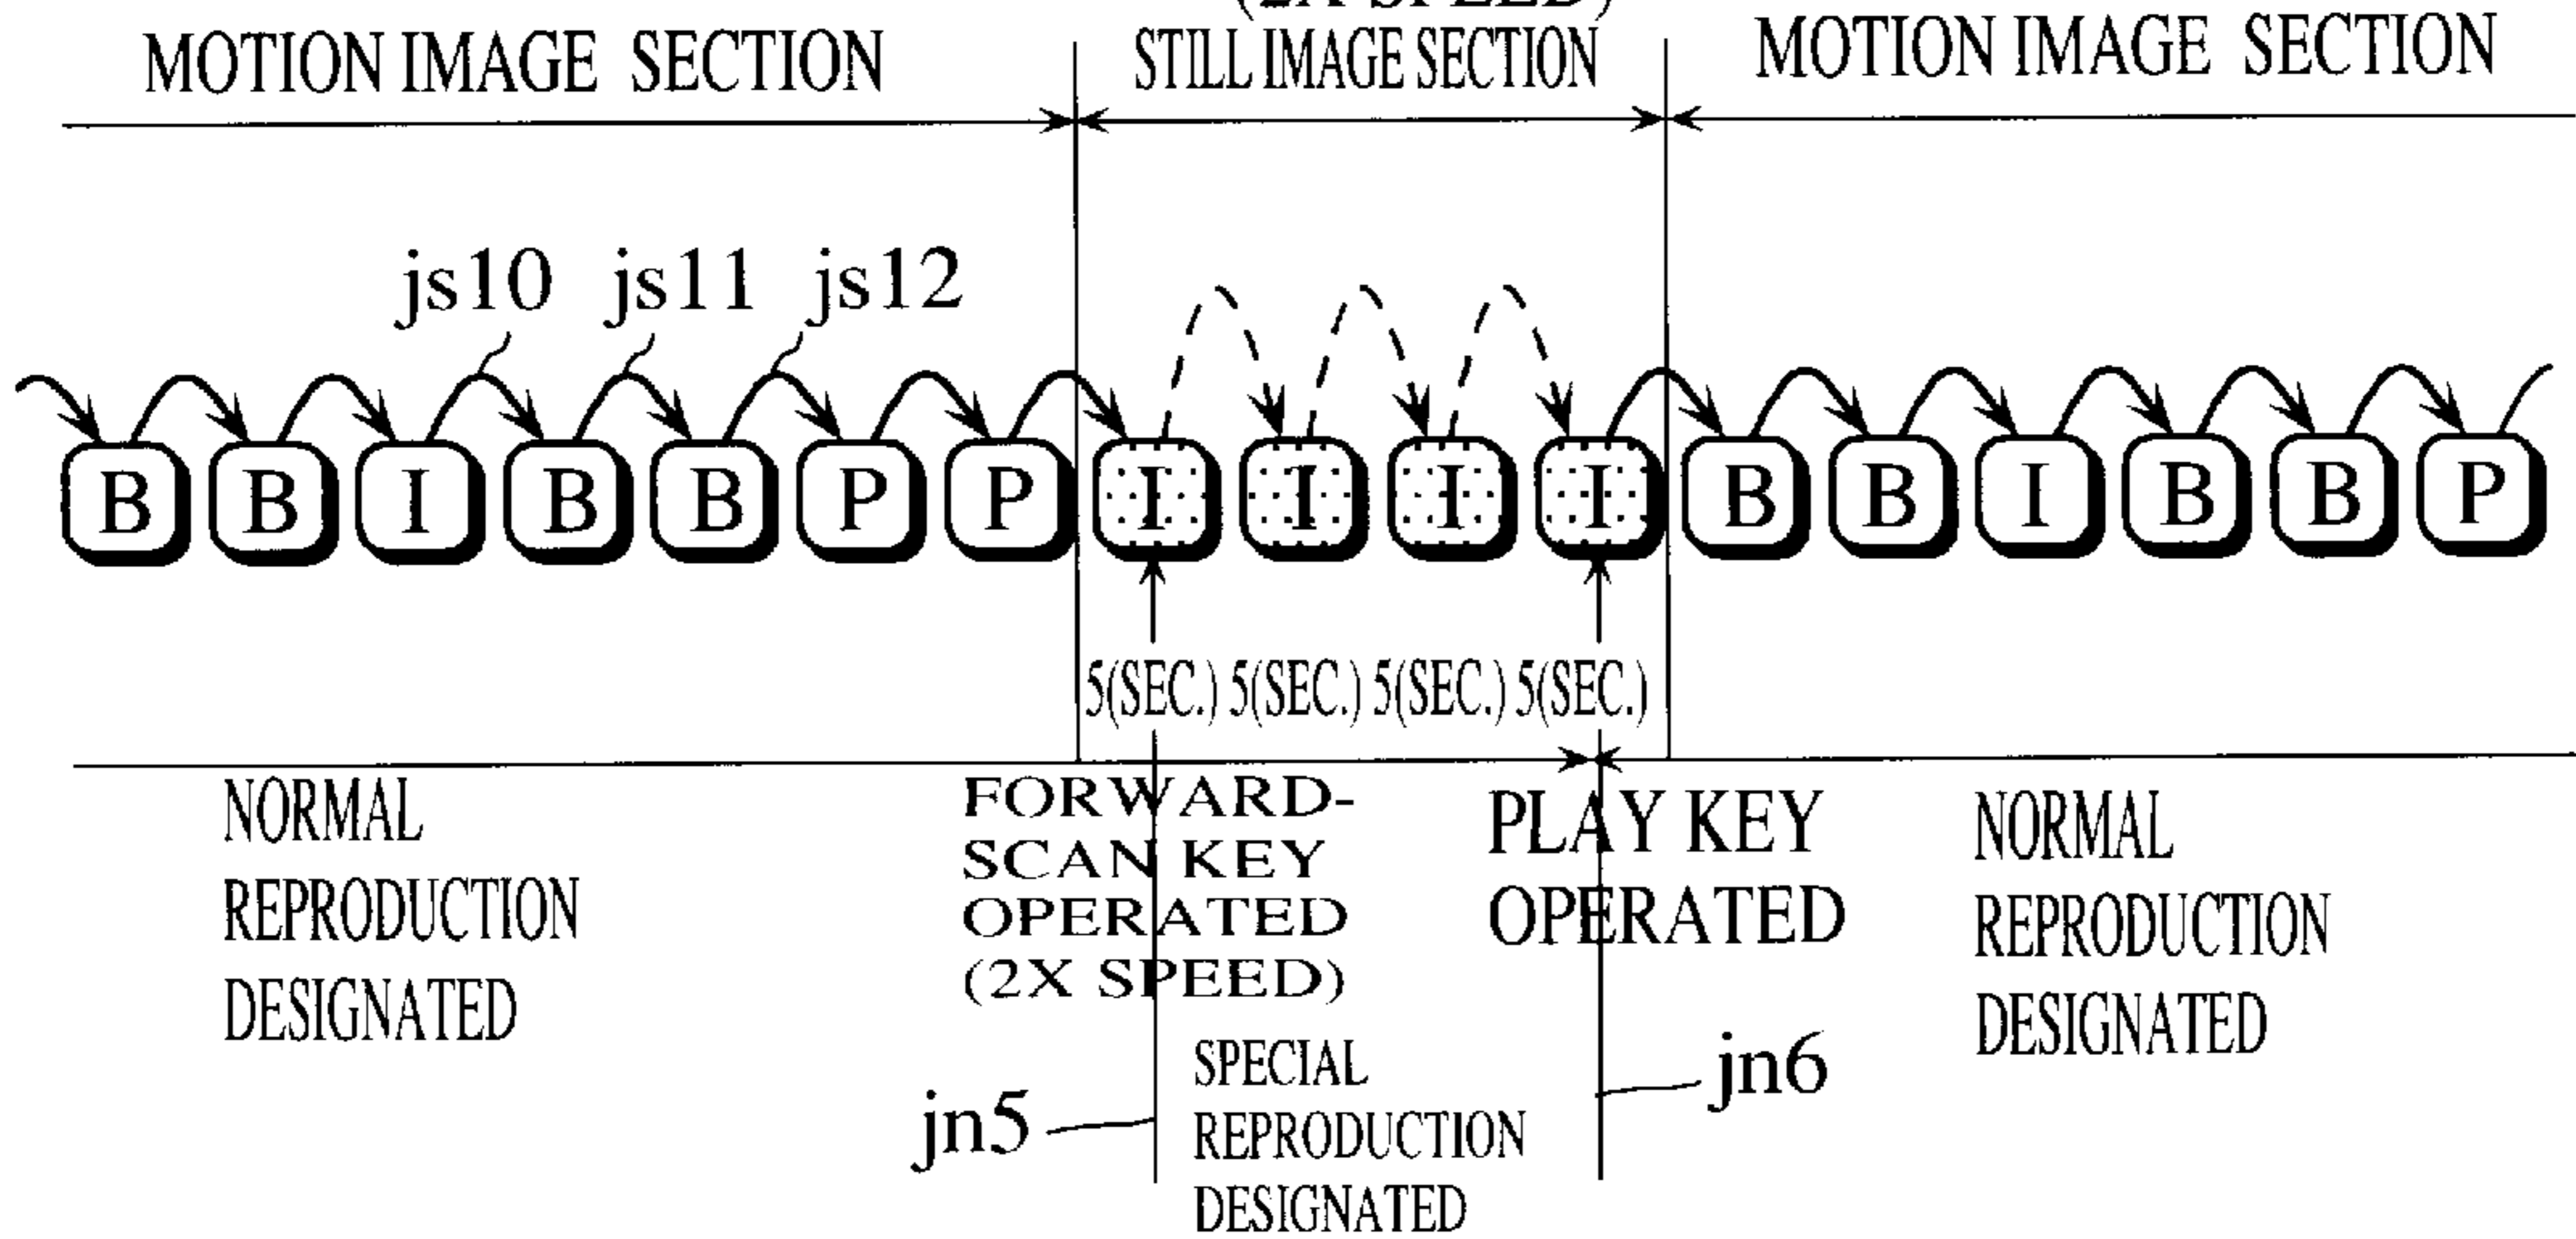 (2X SPEED)
MOTION IMAGE SECTION
STILL IMAGE SECTION
MOTION IMAGE SECTION
js10 js11 js12
B B I B B P P I I I I B B I B B P
5(SEC.) 5(SEC.) 5(SEC.) 5(SEC.)
NORMAL
REPRODUCTION
DESIGNATED
FORWARD-
SCAN KEY
OPERATED
(2X SPEED)
PLAY KEY
OPERATED
NORMAL
REPRODUCTION
DESIGNATED
jn5
SPECIAL
REPRODUCTION
DESIGNATED
jn6